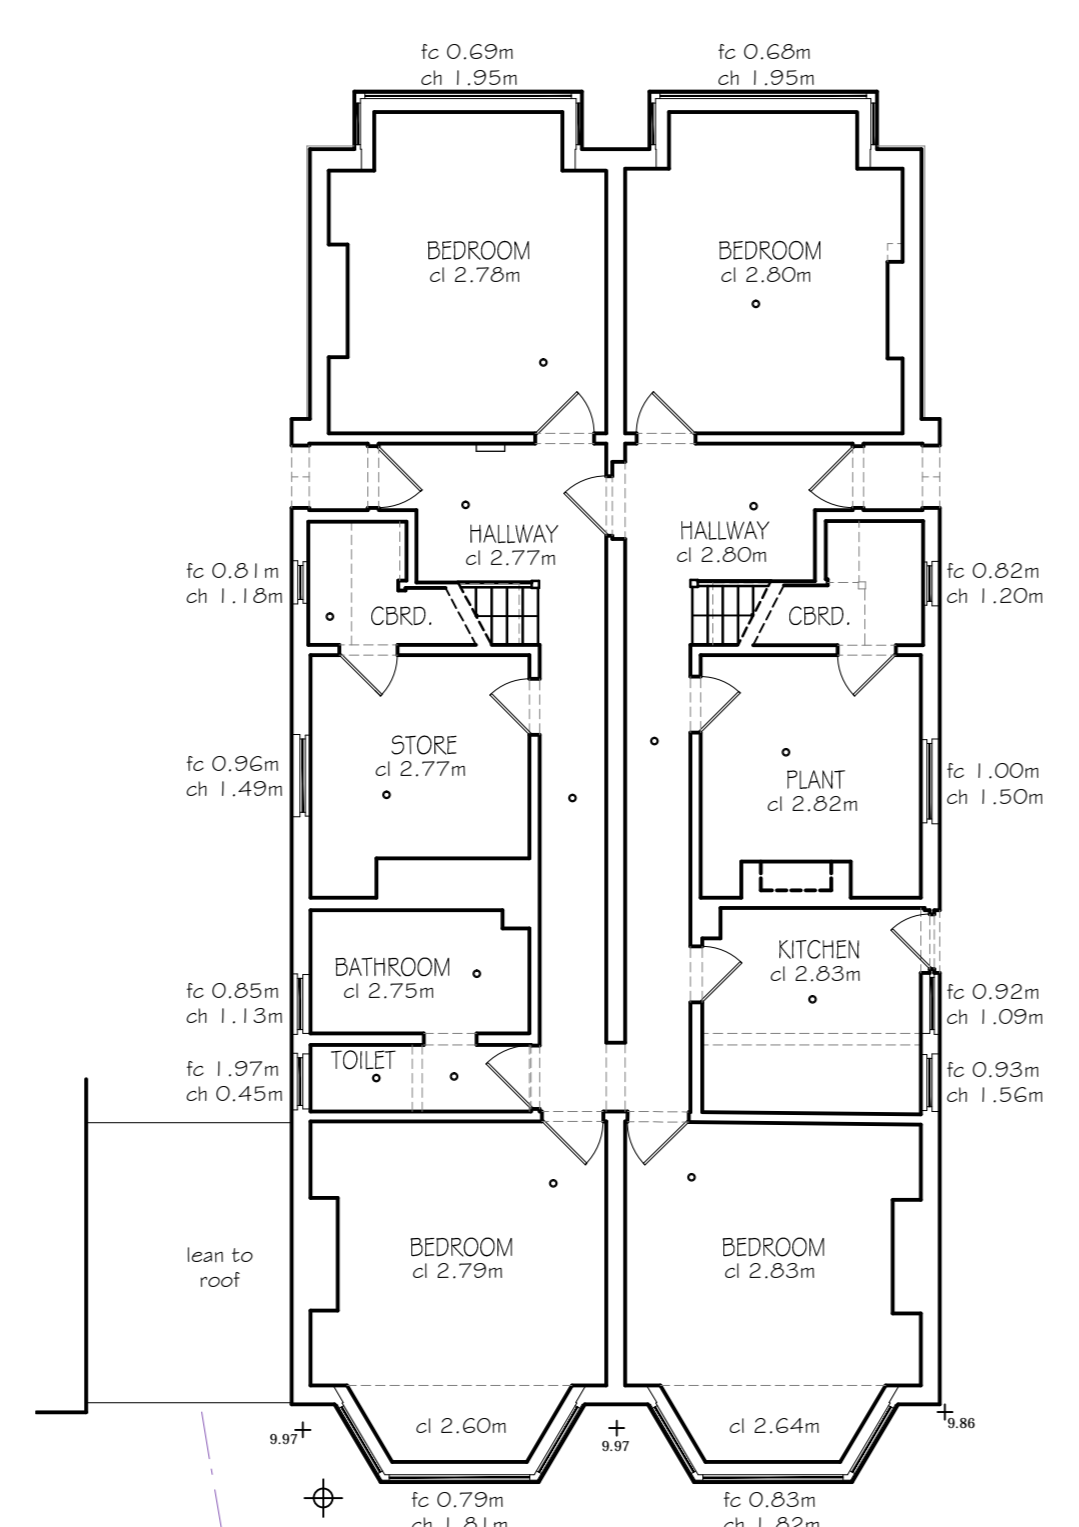 fc 0.69m
ch 1.95m
fc 0.68m
ch 1.95m
BEDROOM
cl 2.78m
BEDROOM
cl 2.80m
HALLWAY
cl 2.77m
HALLWAY
cl 2.80m
fc 0.81m
ch 1.18m
CBRD.
CBRD.
fc 0.82m
ch 1.20m
fc 0.96m
ch 1.49m
STORE
cl 2.77m
PLANT
cl 2.82m
fc 1.00m
ch 1.50m
BATHROOM
cl 2.75m
KITCHEN
cl 2.83m
fc 0.85m
ch 1.13m
fc 0.92m
ch 1.09m
fc 1.97m
ch 0.45m
TOILET
fc 0.93m
ch 1.56m
lean to
roof
BEDROOM
cl 2.79m
BEDROOM
cl 2.83m
cl 2.60m
cl 2.64m
9.97
9.97
9.86
fc 0.79m
ch 1.81m
fc 0.83m
ch 1.82m